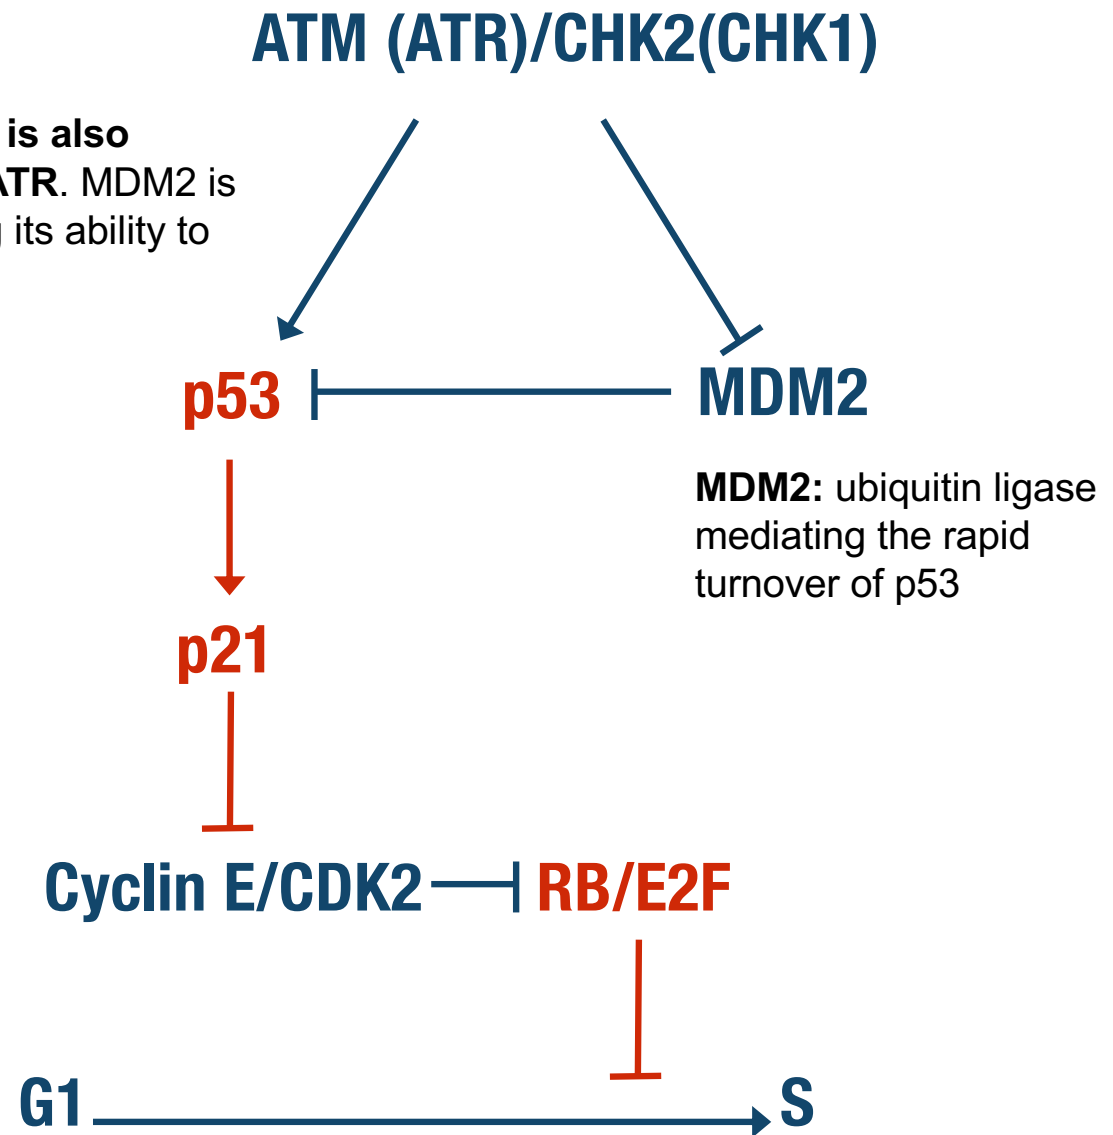 ATM (ATR)/CHK2(CHK1)
is also
ATR. MDM2 is
its ability to
p53
MDM2
MDM2: ubiquitin ligase
mediating the rapid
turnover of p53
p21
Cyclin E/CDK2
RB/E2F
G1
S